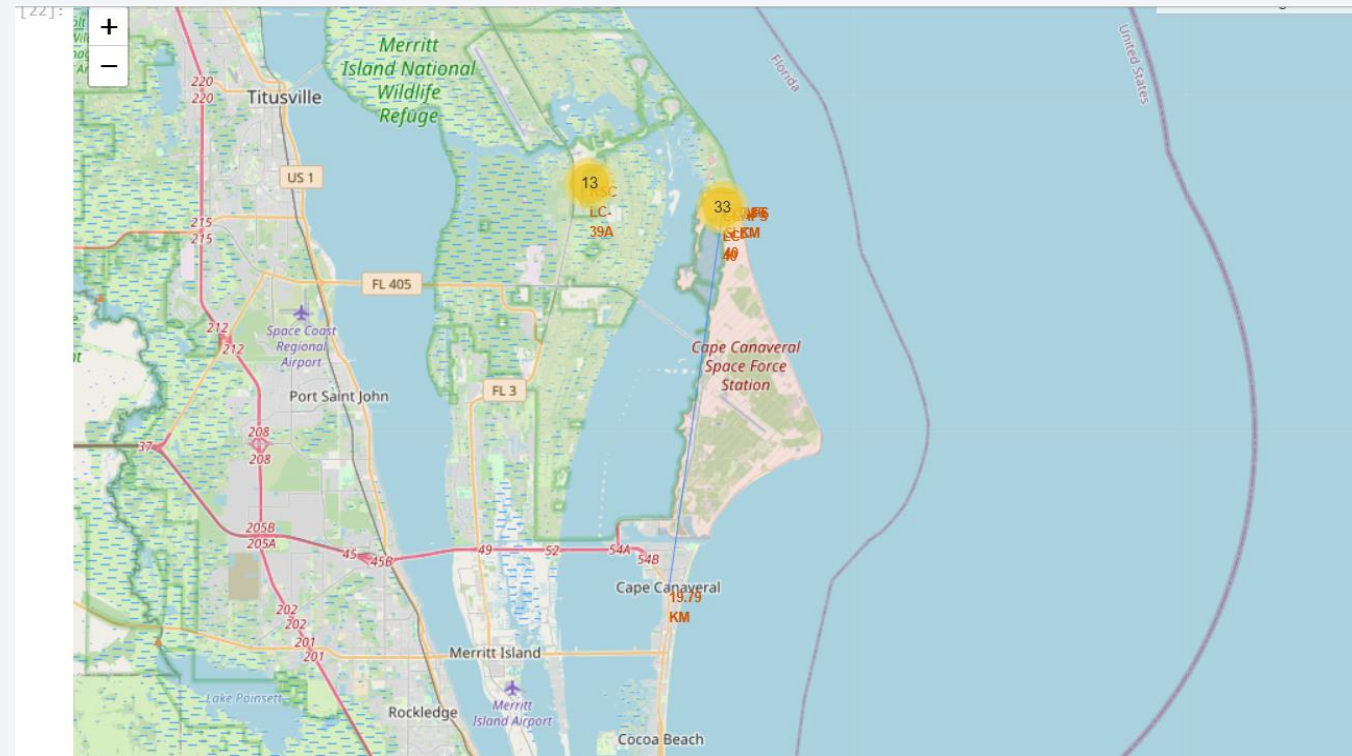 [22]:
+
−
Merritt
Island National
Wildlife
Refuge
Florida
United States
220
220
Titusville
US 1
13
LC-
39A
33
KM
40
215
215
FL 405
212
212
Space Coast
Regional
Airport
Cape Canaveral
Space Force
Station
Port Saint John
FL 3
208
208
37
205B
205A
45
45B
49
52
54A
54B
Cape Canaveral
19.79
KM
202
202
201
201
Merritt Island
Lake Poinsett
Rockledge
Merritt
Island Airport
Cocoa Beach